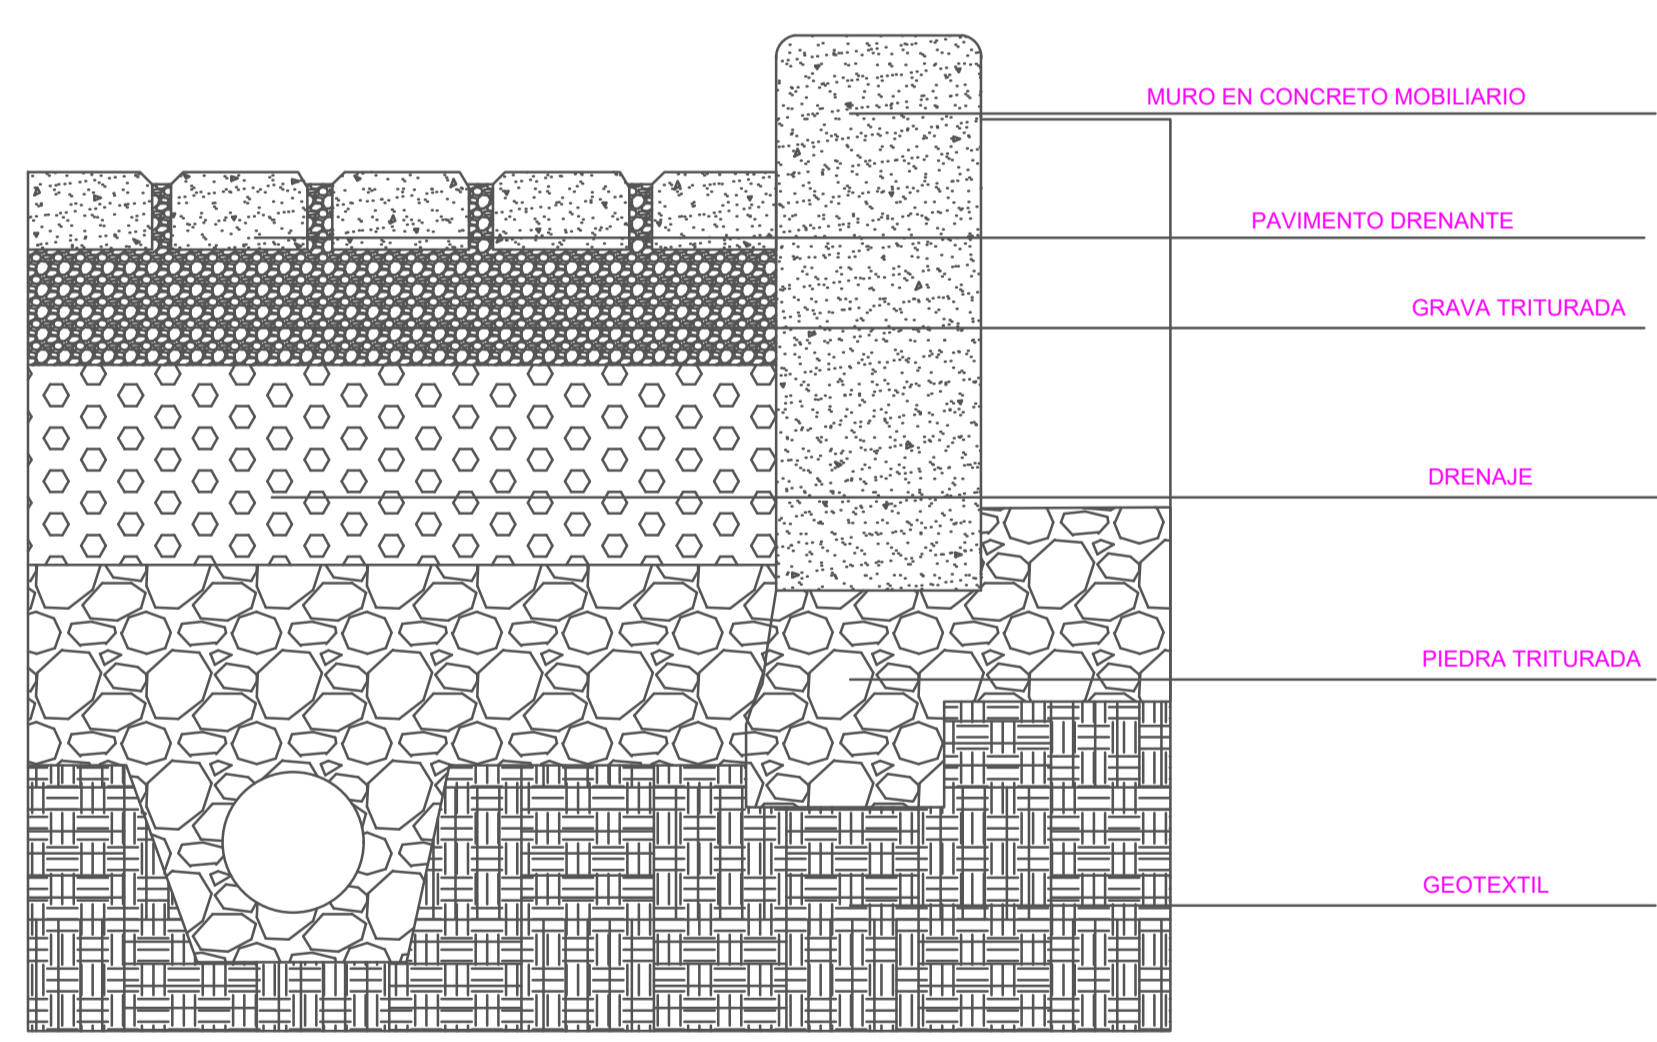 MURO EN CONCRETO MOBILIARIO
PAVIMENTO DRENANTE
GRAVA TRITURADA
DRENAJE
PIEDRA TRITURADA
GEOTEXTIL